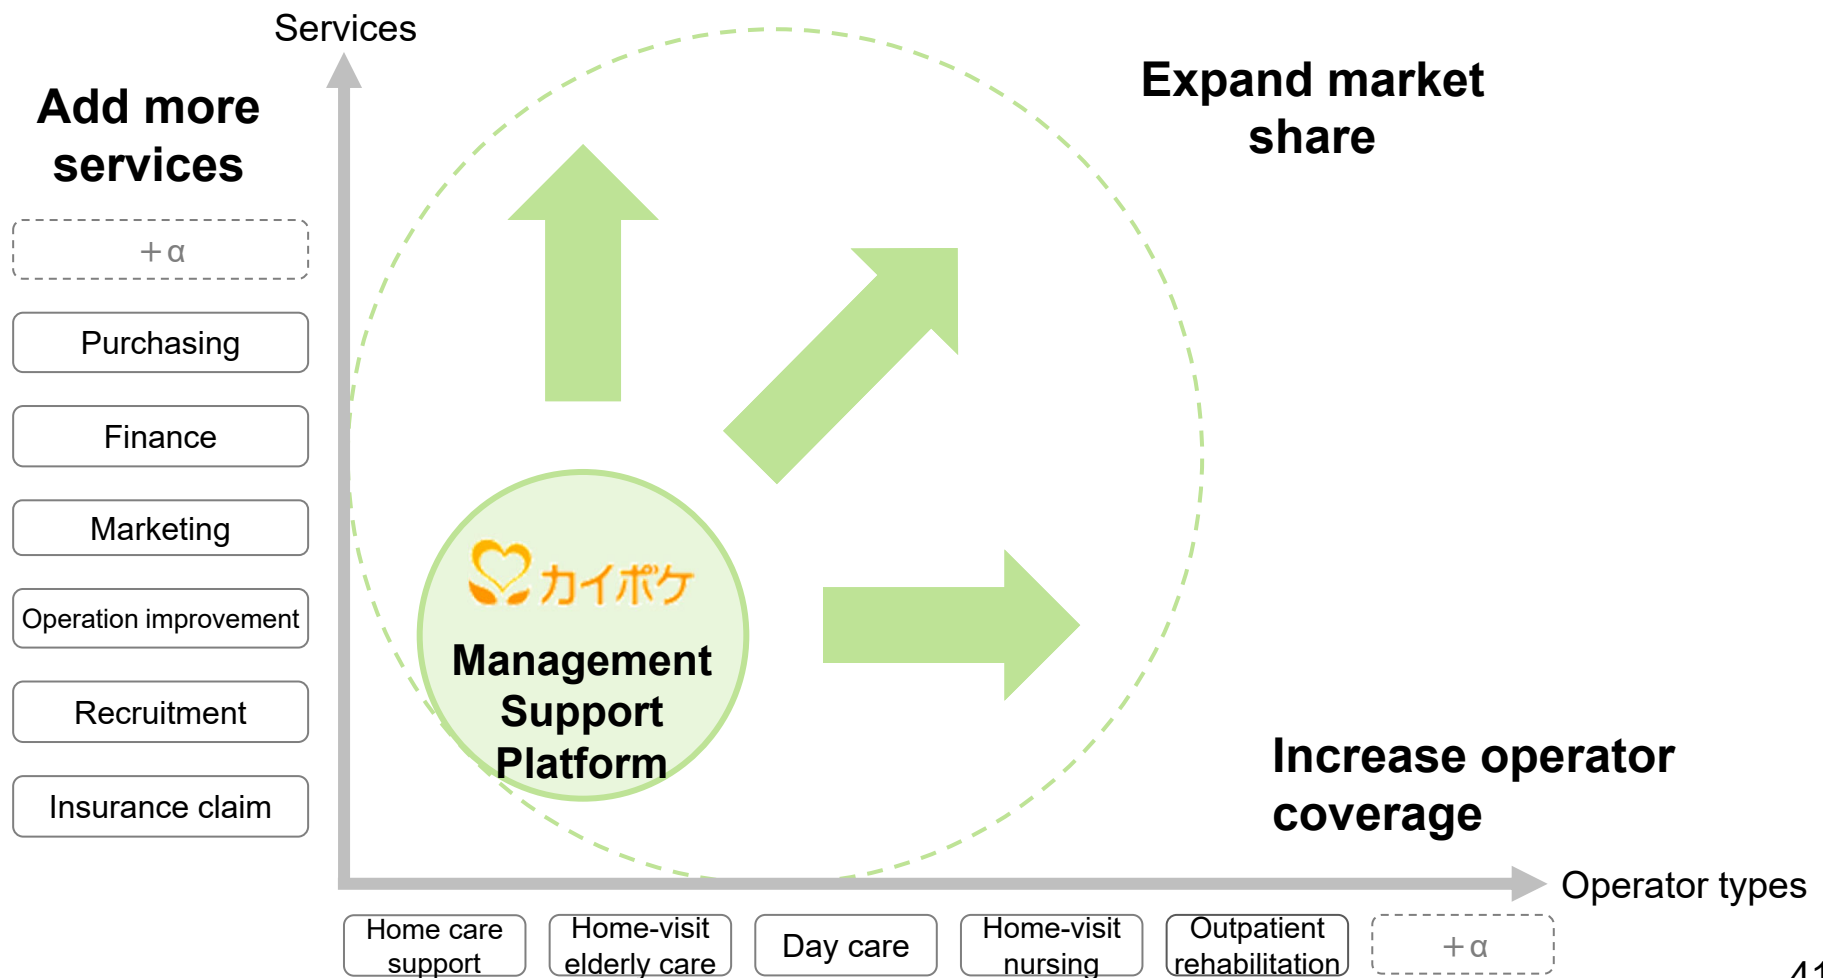 Services
Add more
services
+α
Purchasing
Finance
Marketing
Operation improvement
Recruitment
Insurance claim
Expand market
share
カイポケ
Management
Support
Platform
Increase operator
coverage
Operator types
Home care
support
Home-visit
elderly care
Day care
Home-visit
nursing
Outpatient
rehabilitation
+α
41